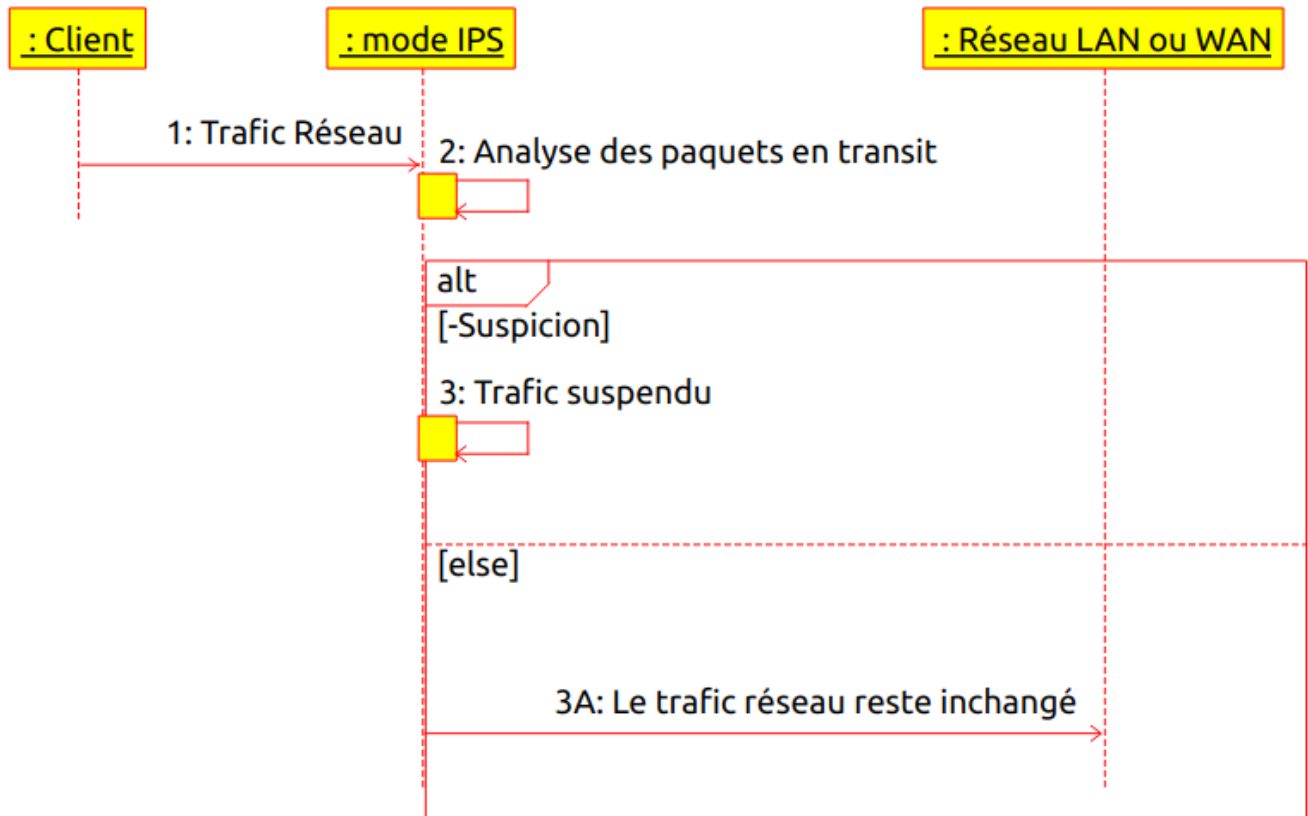 : Client
: mode IPS
: Réseau LAN ou WAN
1: Trafic Réseau
2: Analyse des paquets en transit
alt
[-Suspicion]
3: Trafic suspendu
[else]
3A: Le trafic réseau reste inchangé